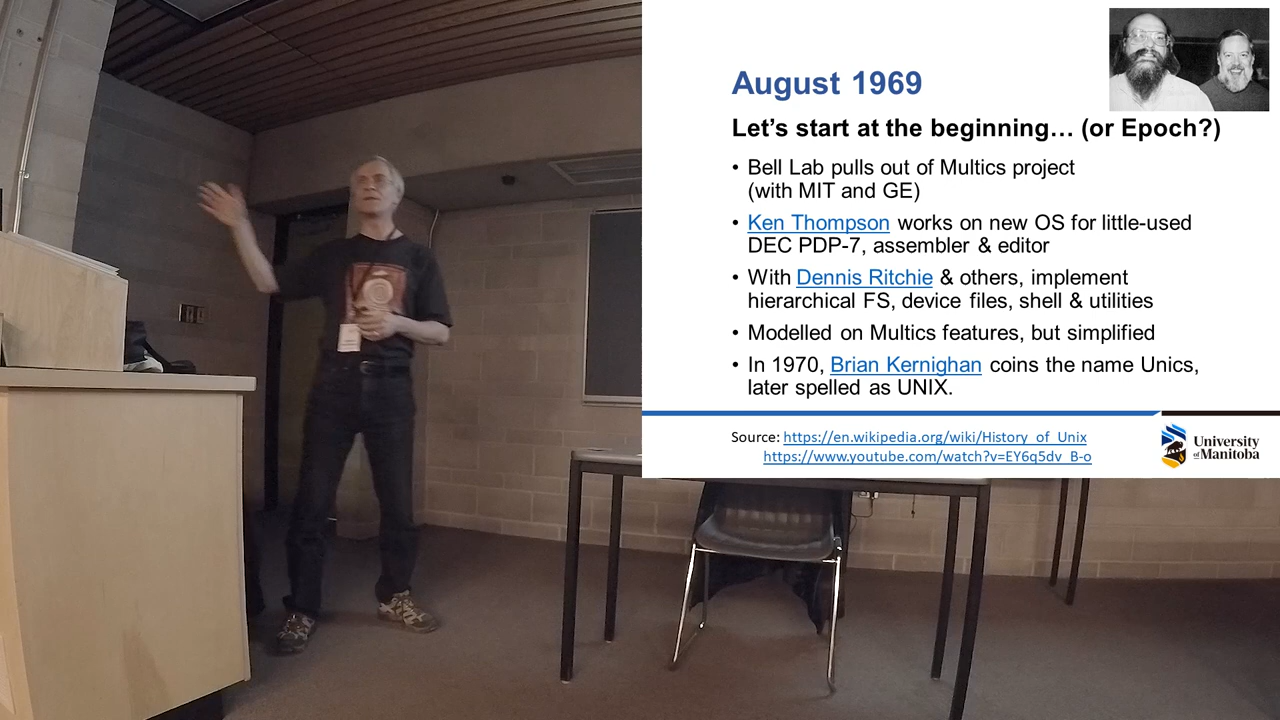 August 1969
Let's start at the beginning… (or Epoch?)
• Bell Lab pulls out of Multics project
(with MIT and GE)
• Ken Thompson works on new OS for little-used
DEC PDP-7, assembler & editor
• With Dennis Ritchie & others, implement
hierarchical FS, device files, shell & utilities
• Modelled on Multics features, but simplified
• In 1970, Brian Kernighan coins the name Unics,
later spelled as UNIX.
Source: https://en.wikipedia.org/wiki/History_of_Unix
https://www.youtube.com/watch?v=EY6q5dv_B-o
University
of Manitoba